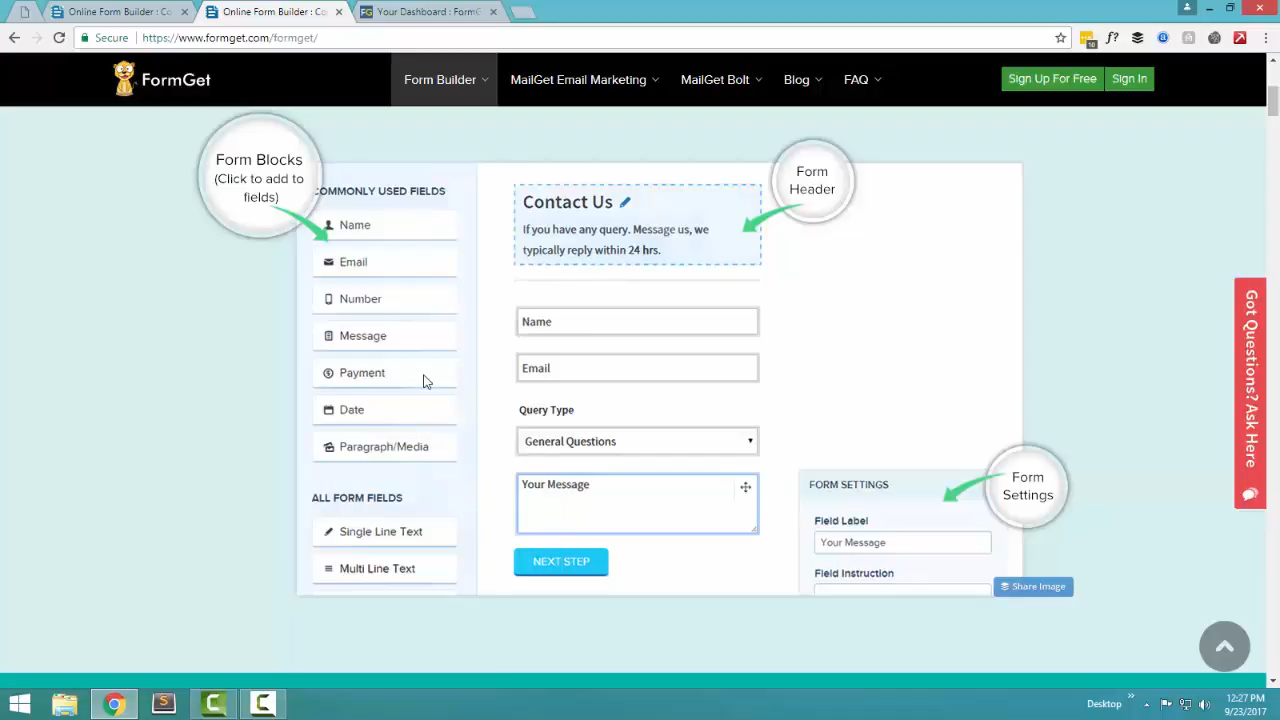 Online Form Builder : Co
Online Form Builder : Co
Your Dashboard : FormG
Secure
https://www.formget.com/formget/
10
f?
FormGet
Form Builder
MailGet Email Marketing
MailGet Bolt
Blog
FAQ
Sign Up For Free
Sign In
Form Blocks
(Click to add to
fields)
Form
Header
COMMONLY USED FIELDS
Name
Email
Number
Message
Payment
Date
Paragraph/Media
ALL FORM FIELDS
Single Line Text
Multi Line Text
Contact Us
If you have any query. Message us, we
typically reply within 24 hrs.
Name
Email
Query Type
General Questions
Your Message
NEXT STEP
Form
Settings
FORM SETTINGS
Field Label
Your Message
Field Instruction
Share Image
Got Questions? Ask Here
Desktop
12:27 PM
9/23/2017